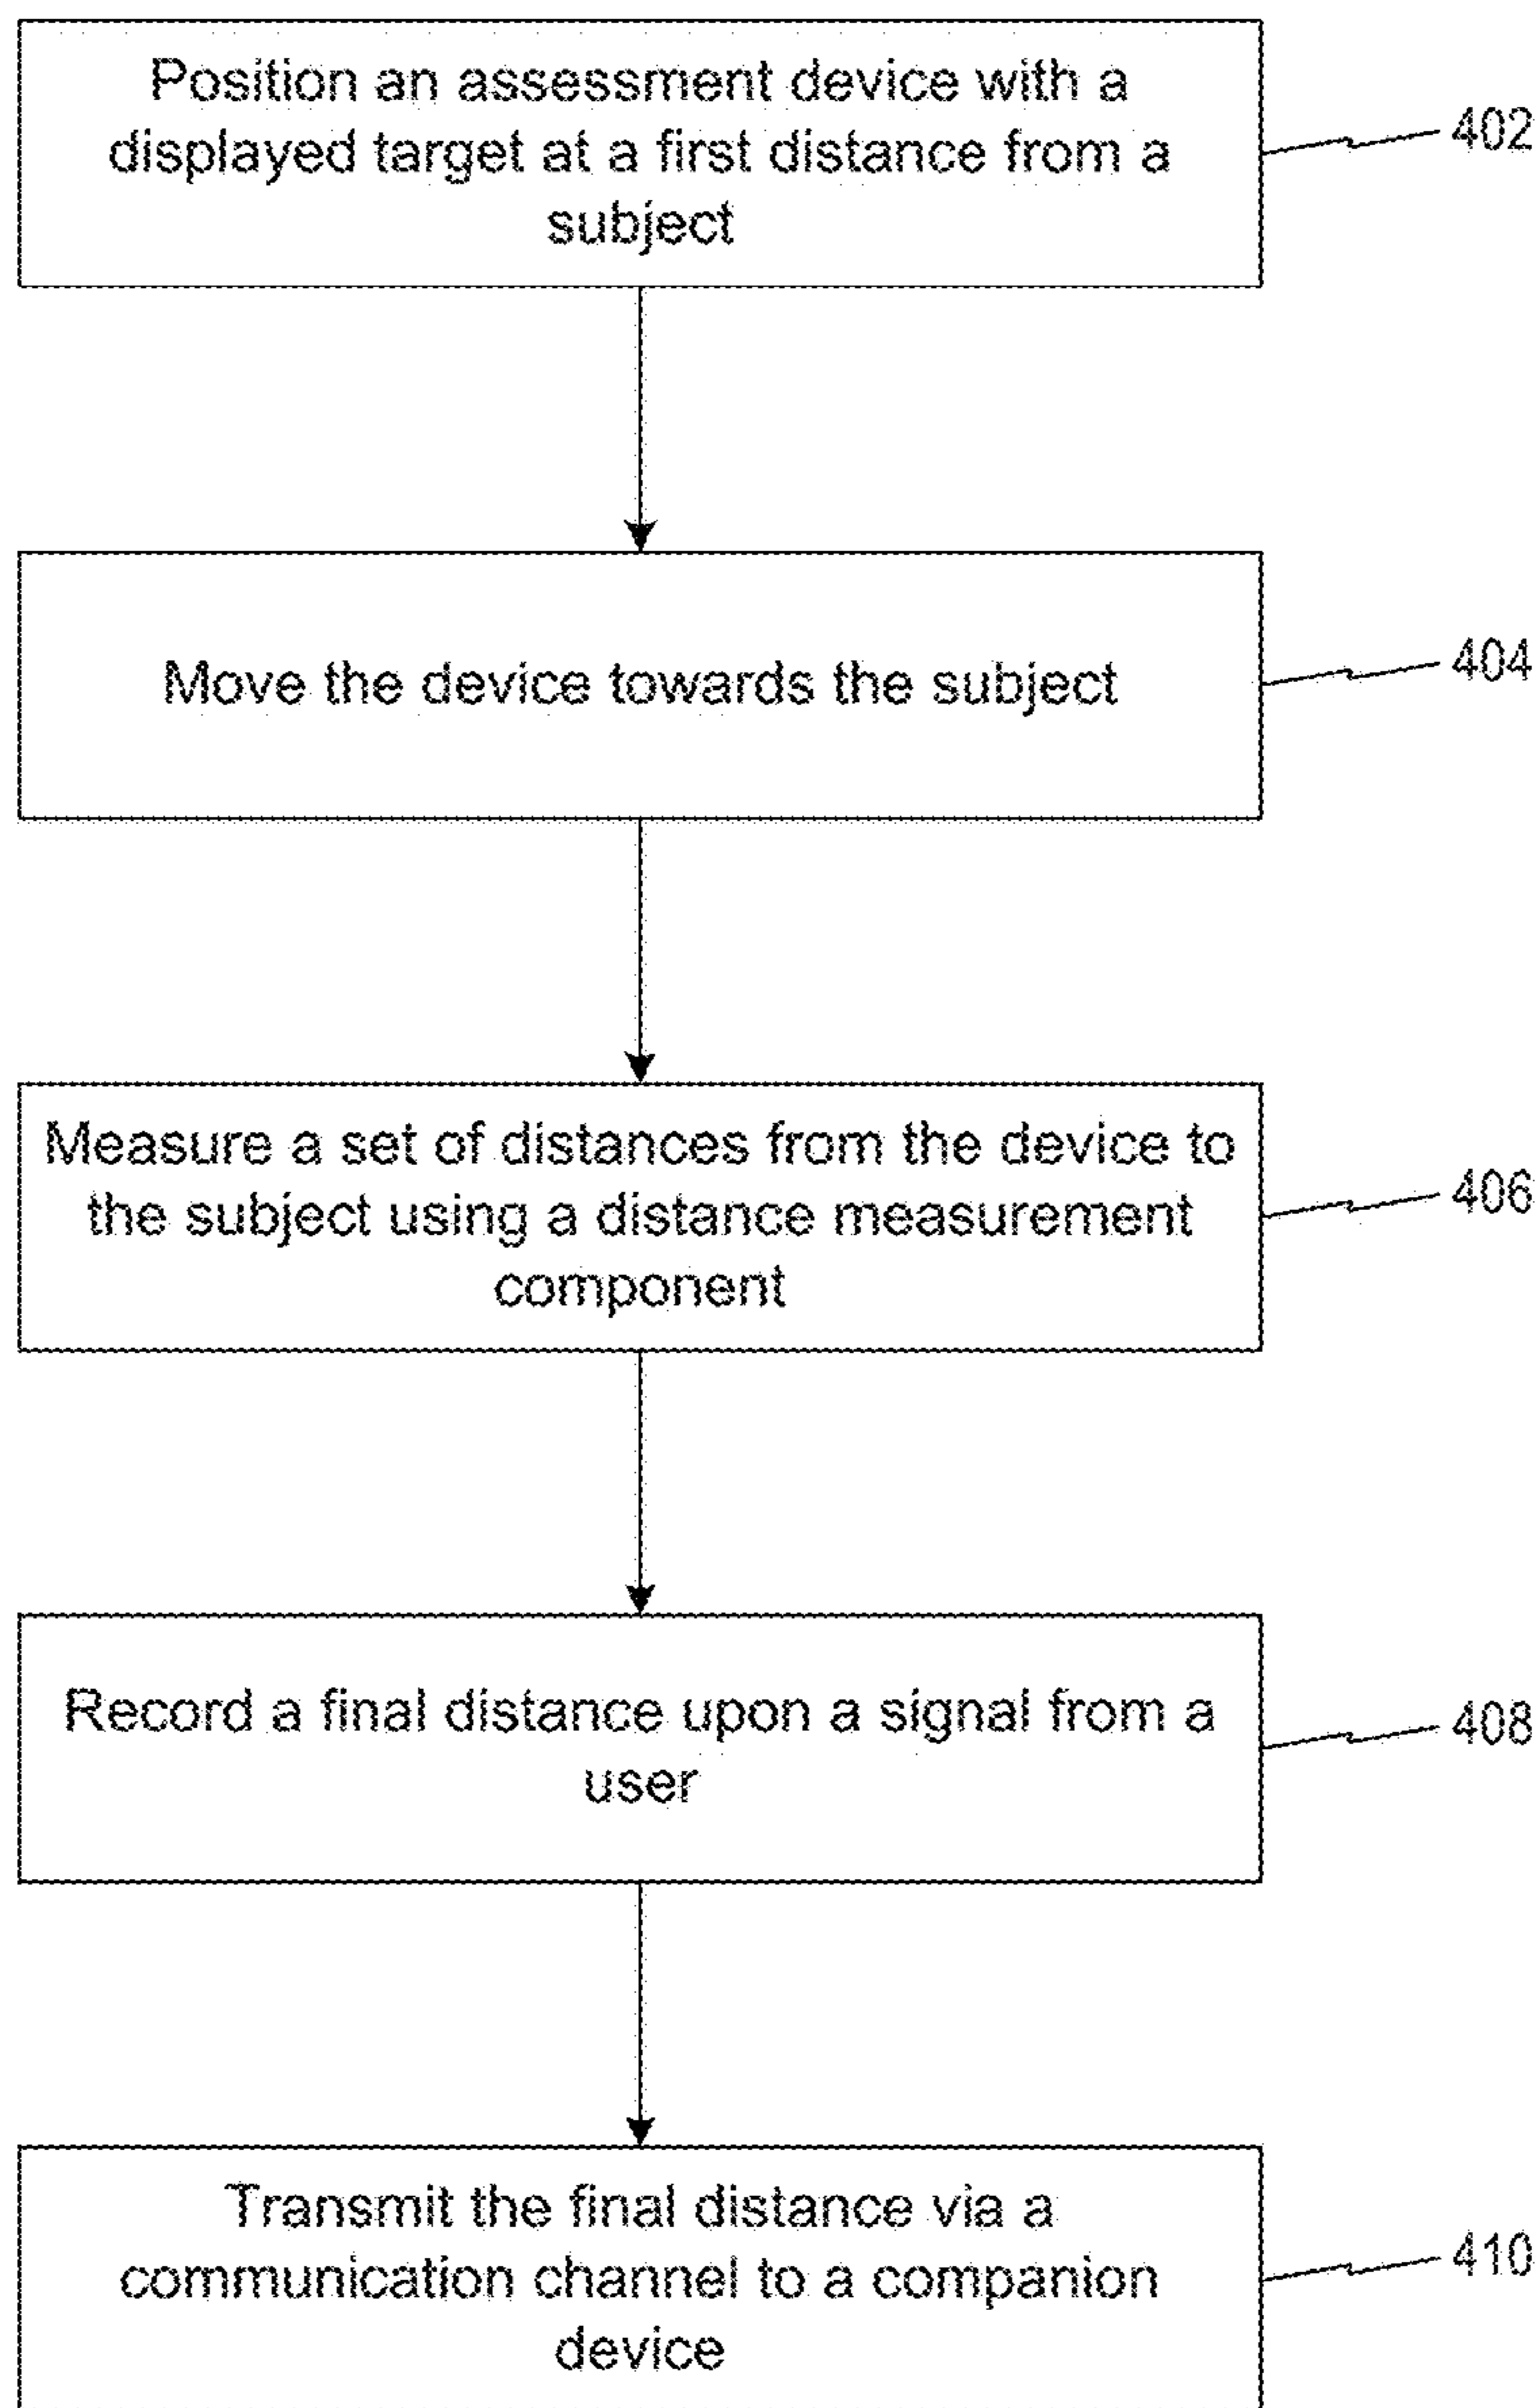 Position an assessment device with a
displayed target at a first distance from a
subject
402
Move the device towards the subject
404
Measure a set of distances from the device to
the subject using a distance measurement
component
406
Record a final distance upon a signal from a
user
408
Transmit the final distance via a
communication channel to a companion
device
410